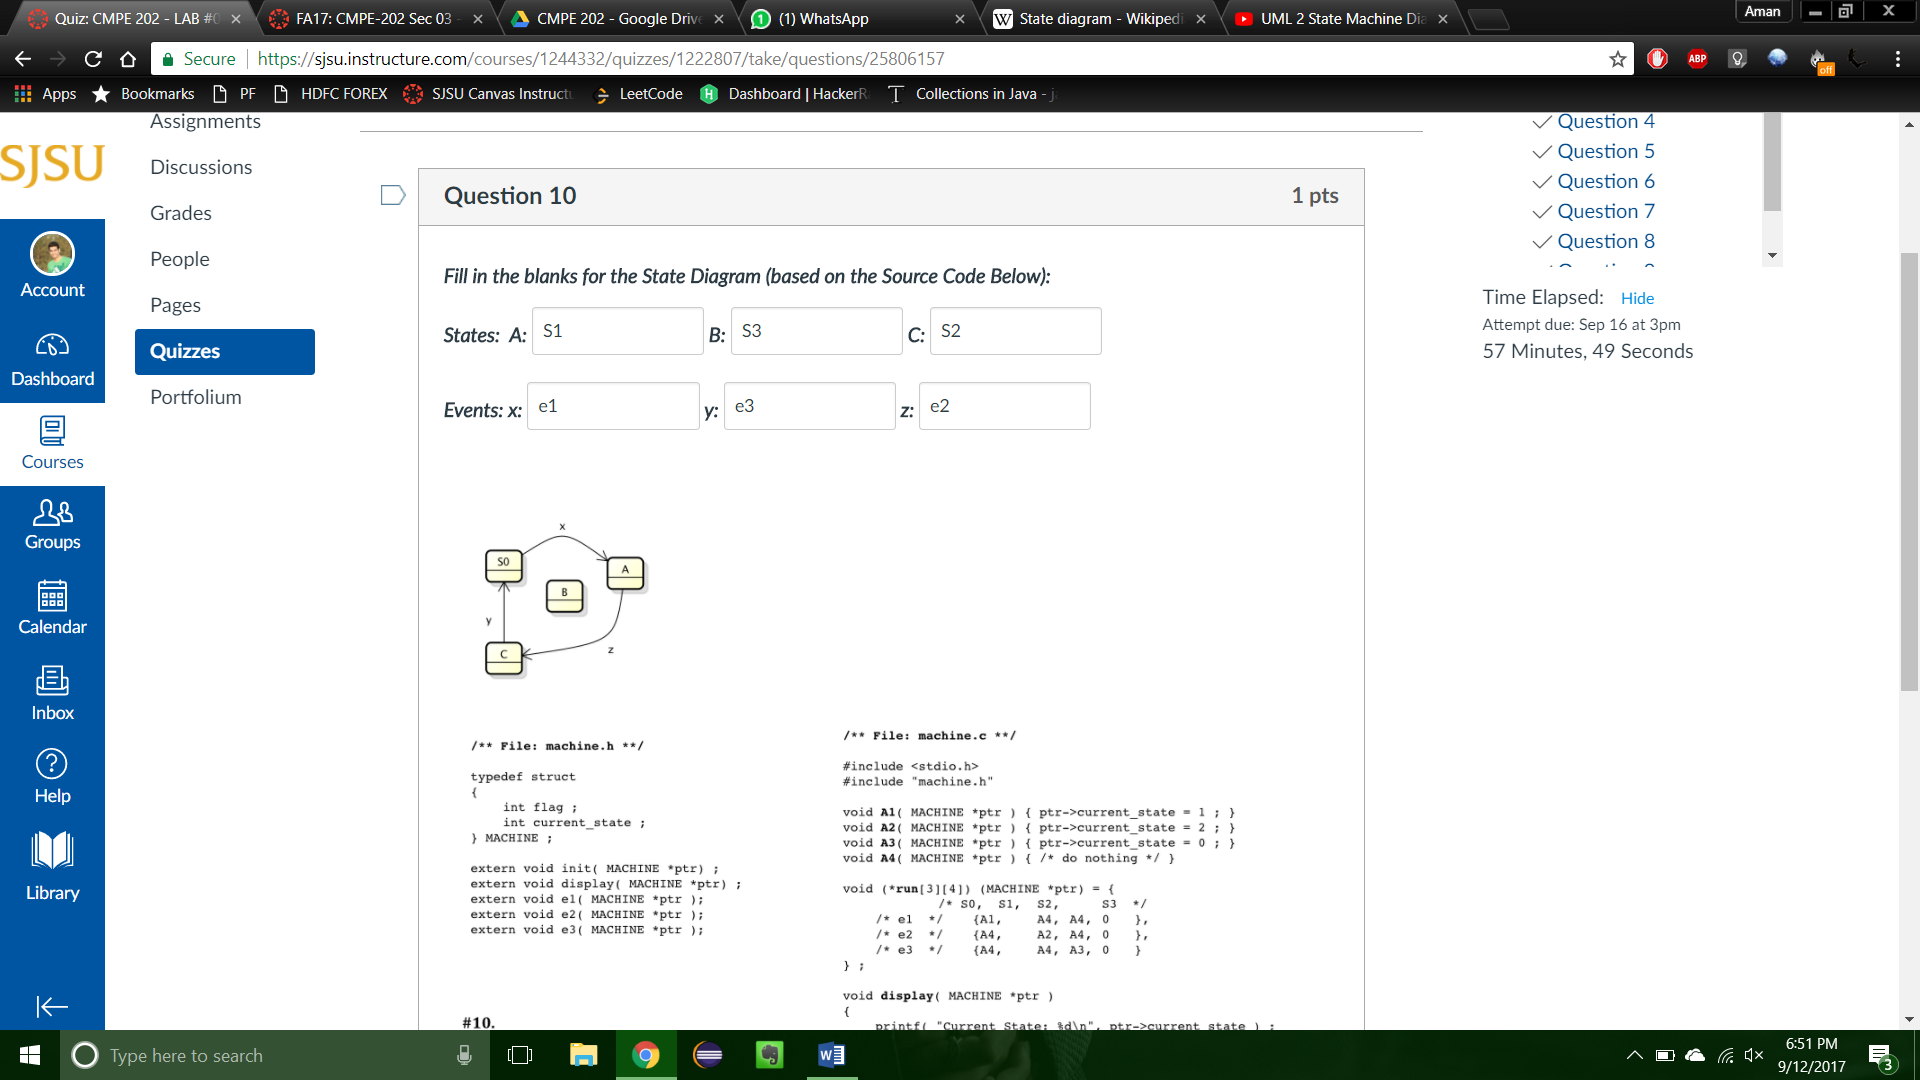 Quiz: CMPE 202 - LAB #0
FA17: CMPE-202 Sec 03
CMPE 202 - Google Drive
(1) WhatsApp
State diagram - Wikipedi
UML 2 State Machine Dia
Aman
Secure
https://sjsu.instructure.com/courses/1244332/quizzes/1222807/take/questions/25806157
ABP
off
Apps
Bookmarks
PF
HDFC FOREX
SJSU Canvas Instruct
LeetCode
Dashboard | HackerR
Collections in Java - j
SJSU
Account
Dashboard
Courses
Groups
Calendar
Inbox
Help
Library
Assignments
Discussions
Grades
People
Pages
Quizzes
Portfolium
Question 10
1 pts
Fill in the blanks for the State Diagram (based on the Source Code Below):
States: A: S1 B: S3 C: S2
Events: x: e1 y: e3 z: e2
x
S0
A
B
y
C
z
/** File: machine.h **/
typedef struct
{
int flag ;
int current_state ;
} MACHINE ;
extern void init( MACHINE *ptr) ;
extern void display( MACHINE *ptr) ;
extern void e1( MACHINE *ptr );
extern void e2( MACHINE *ptr );
extern void e3( MACHINE *ptr );
#10.
/** File: machine.c **/
#include <stdio.h>
#include "machine.h"
void A1( MACHINE *ptr ) { ptr->current_state = 1 ; }
void A2( MACHINE *ptr ) { ptr->current_state = 2 ; }
void A3( MACHINE *ptr ) { ptr->current_state = 0 ; }
void A4( MACHINE *ptr ) { /* do nothing */ }
void (*run[3][4]) (MACHINE *ptr) = {
/* S0, S1, S2, S3 */
/* e1 */ {A1, A4, A4, 0 },
/* e2 */ {A4, A2, A4, 0 },
/* e3 */ {A4, A4, A3, 0 }
} ;
void display( MACHINE *ptr )
{
printf( "Current State: %d\n", ptr->current_state ) ;
Question 4
Question 5
Question 6
Question 7
Question 8
Time Elapsed: Hide
Attempt due: Sep 16 at 3pm
57 Minutes, 49 Seconds
Type here to search
6:51 PM
9/12/2017
3